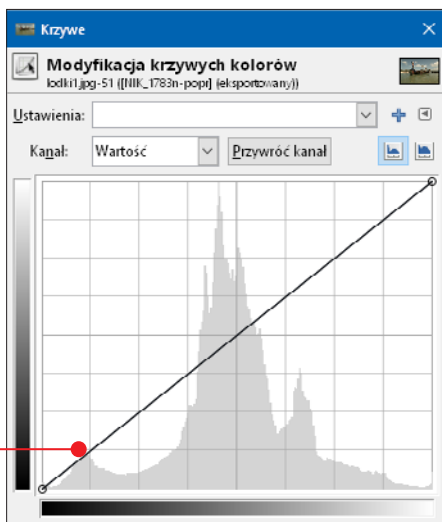 Krzywe
Modyfikacja krzywych kolorów
lodki1.jpg-51 ([NIK_1783n-popr] (eksportowany))
Ustawienia:
Kanał: Wartość Przywróć kanał